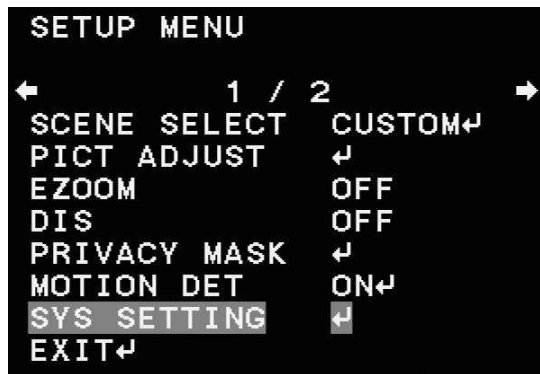 SETUP MENU
← 1 / 2 →
SCENE SELECT CUSTOM↵
PICT ADJUST ↵
EZOOM OFF
DIS OFF
PRIVACY MASK ↵
MOTION DET ON↵
SYS SETTING ↵
EXIT↵